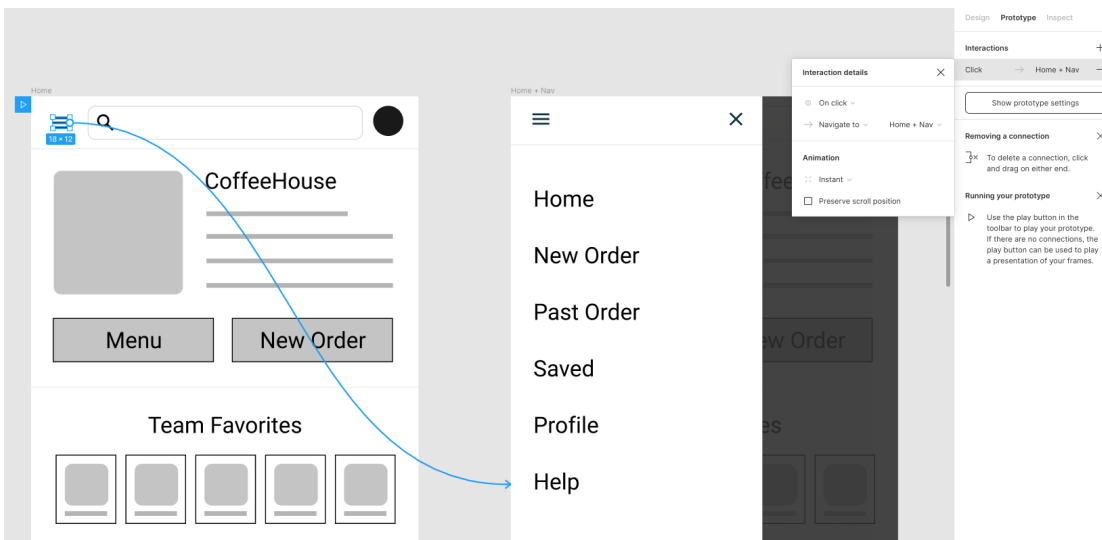 Design Prototype Inspect
Interactions
Click Home + Nav
Show prototype settings
Removing a connection
To delete a connection, click
and drag on either end.
Running your prototype
Use the play button in the
toolbar to play your prototype.
If there are no connections, the
play button can be used to play
a presentation of your frames.
Interaction details
On click
Navigate to Home + Nav
Animation
Instant
Preserve scroll position
Home
18 × 12
CoffeeHouse
Menu
New Order
Team Favorites
Home + Nav
Home
New Order
Past Order
Saved
Profile
Help
fee
ew Order
es